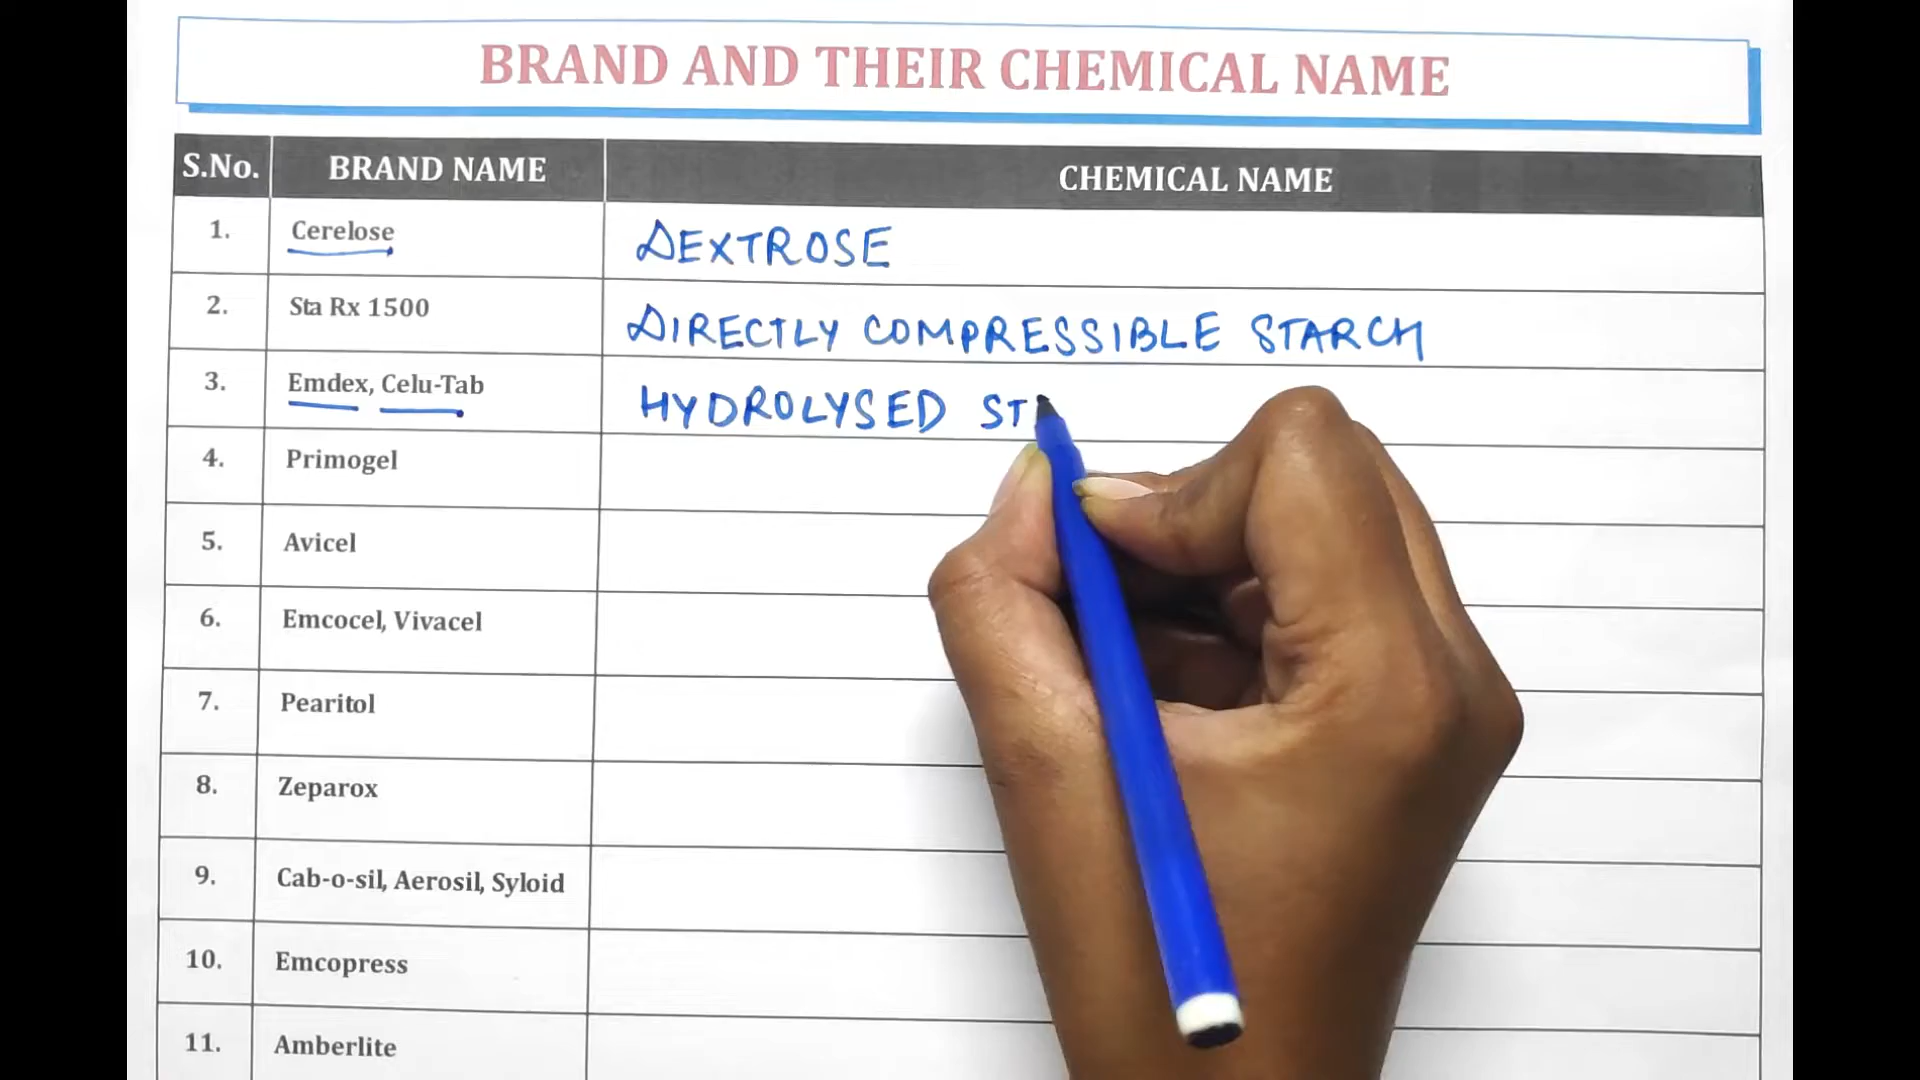 BRAND AND THEIR CHEMICAL NAME
S.No. BRAND NAME CHEMICAL NAME
1. Cerelose DEXTROSE
2. Sta Rx 1500 DIRECTLY COMPRESSIBLE STARCH
3. Emdex, Celu-Tab HYDROLYSED ST
4. Primogel
5. Avicel
6. Emcocel, Vivacel
7. Pearitol
8. Zeparox
9. Cab-o-sil, Aerosil, Syloid
10. Emcopress
11. Amberlite